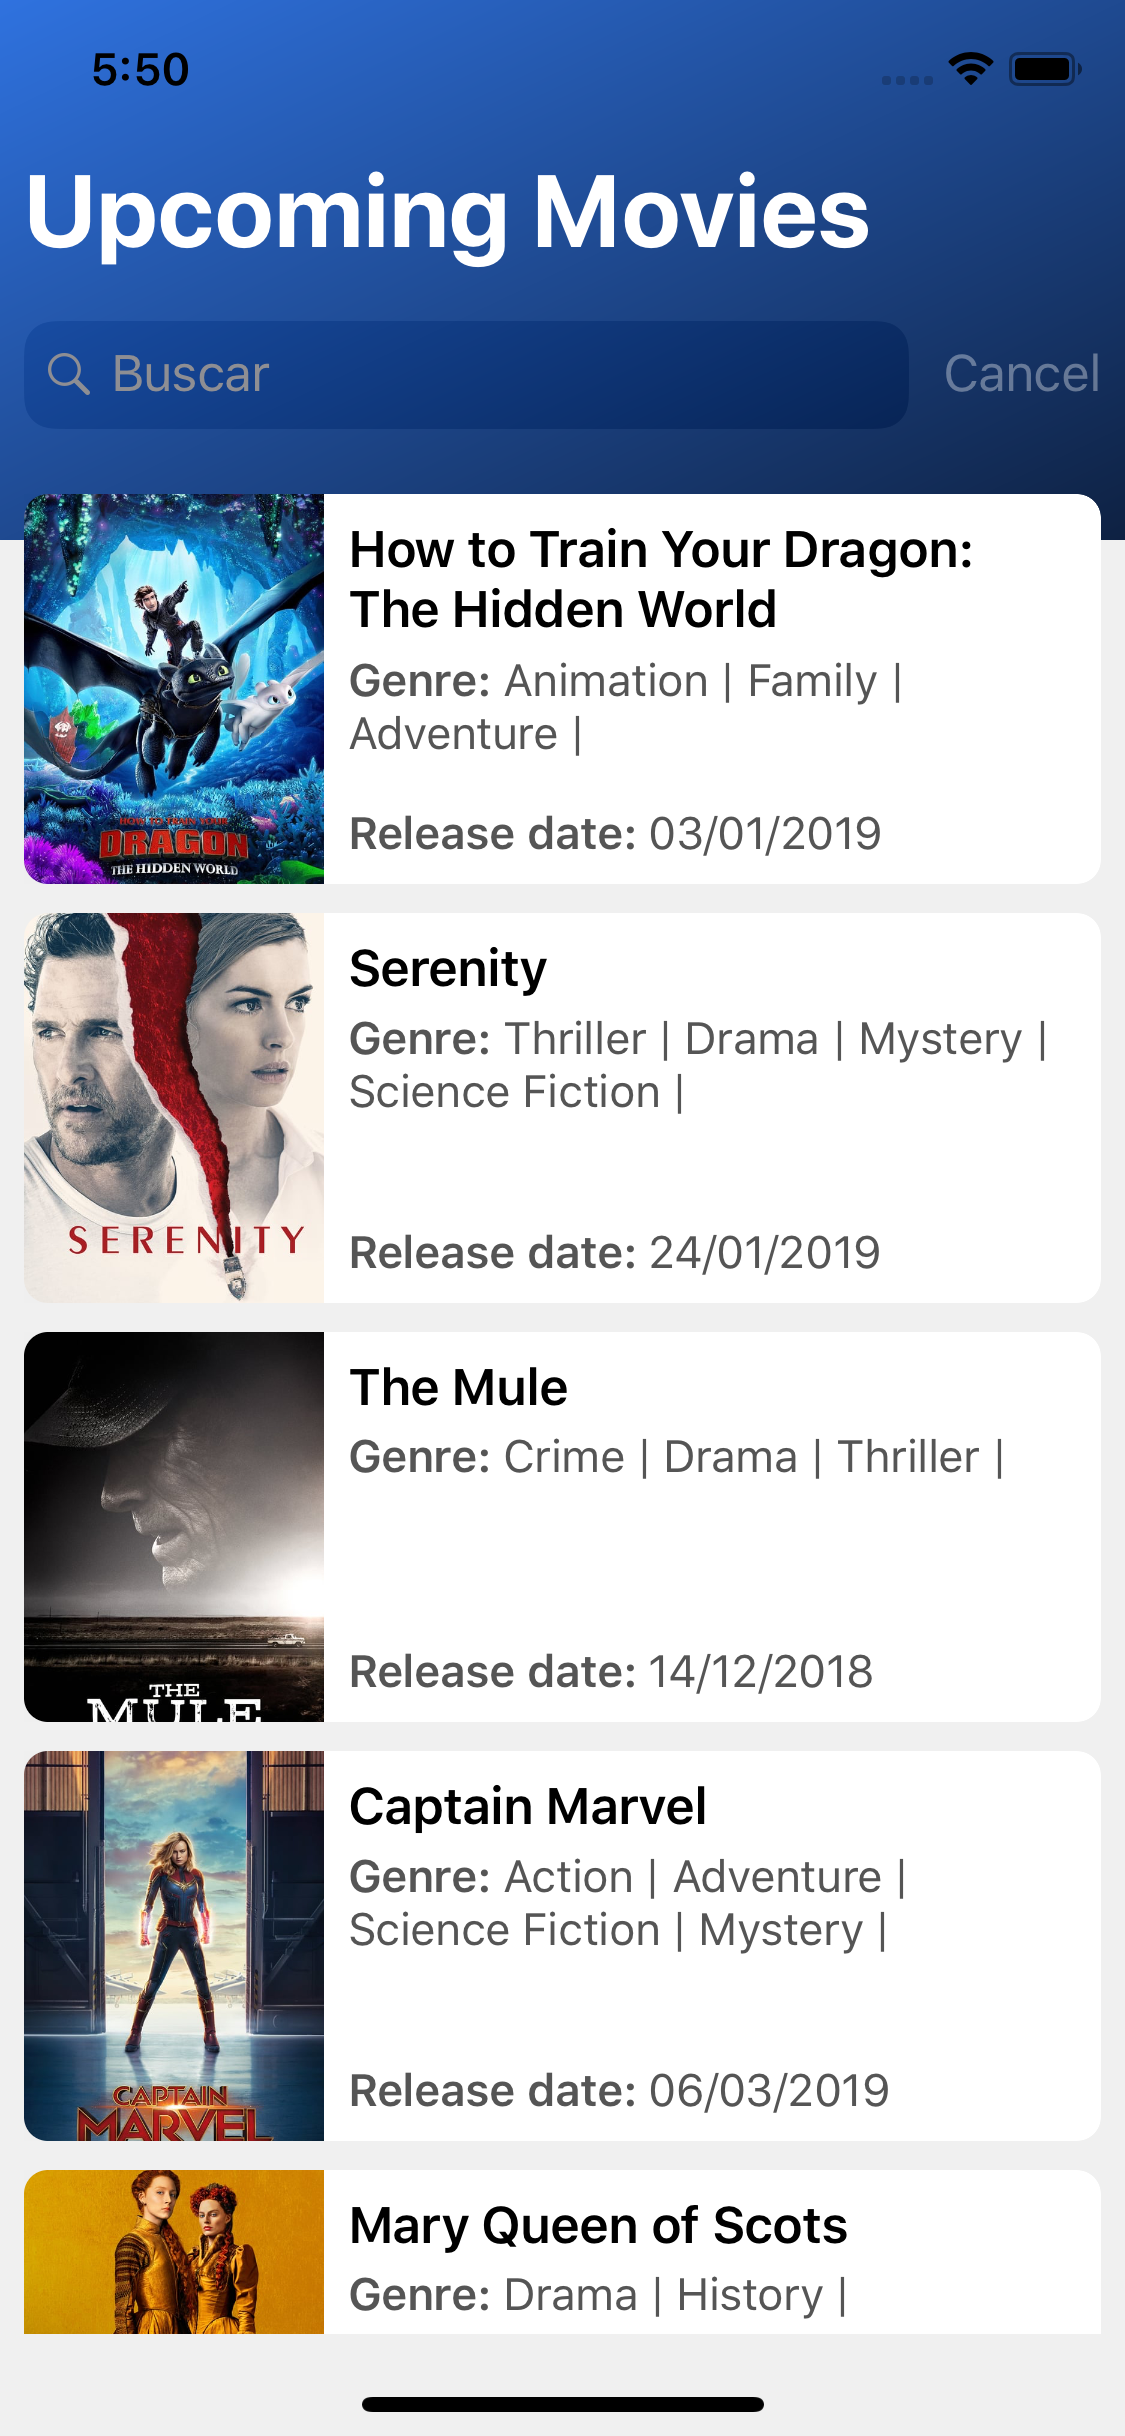 5:50
Upcoming Movies
Buscar
Cancel
How to Train Your Dragon:
The Hidden World
Genre: Animation | Family |
Adventure |
Release date: 03/01/2019
HOW TO TRAIN YOUR
DRAGON
THE HIDDEN WORLD
Serenity
Genre: Thriller | Drama | Mystery |
Science Fiction |
Release date: 24/01/2019
SERENITY
The Mule
Genre: Crime | Drama | Thriller |
Release date: 14/12/2018
THE
MULE
Captain Marvel
Genre: Action | Adventure |
Science Fiction | Mystery |
Release date: 06/03/2019
CAPTAIN
MARVEL
Mary Queen of Scots
Genre: Drama | History |